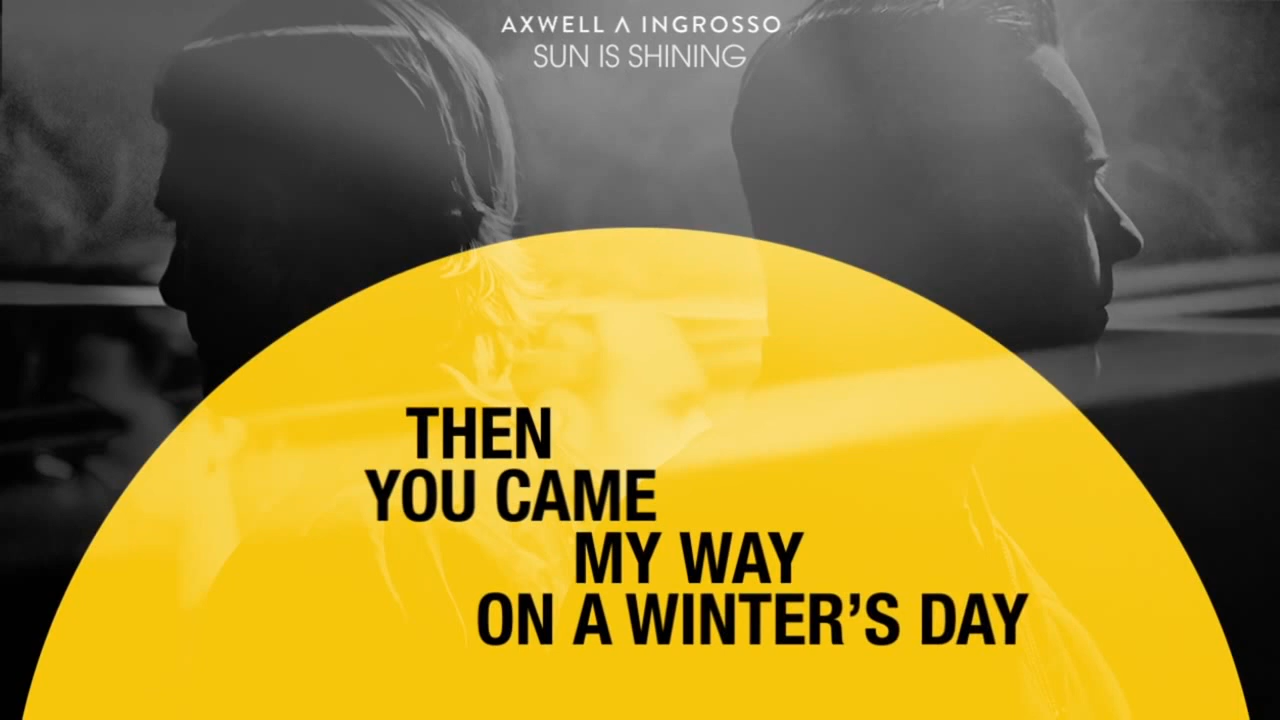 AXWELL Λ INGROSSO
SUN IS SHINING
THEN
YOU CAME
MY WAY
ON A WINTER’S DAY